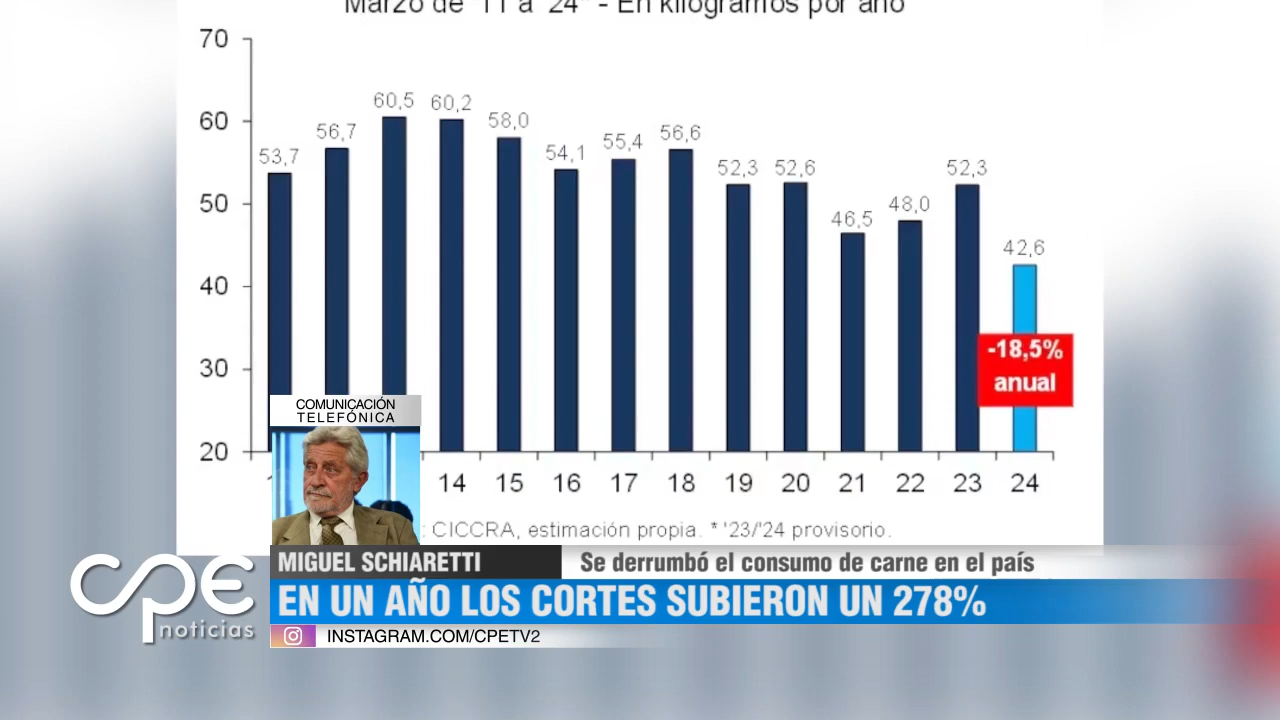 Marzo de '11 a '24* - En kilogramos por año
70
60
50
40
30
20
53,7
56,7
60,5
60,2
58,0
54,1
55,4
56,6
52,3
52,6
46,5
48,0
52,3
42,6
-18,5%
anual
14 15 16 17 18 19 20 21 22 23 24
: CICCRA, estimación propia. * '23/'24 provisorio.
COMUNICACIÓN
TELEFÓNICA
MIGUEL SCHIARETTI
Se derrumbó el consumo de carne en el país
EN UN AÑO LOS CORTES SUBIERON UN 278%
INSTAGRAM.COM/CPETV2
cpe
noticias